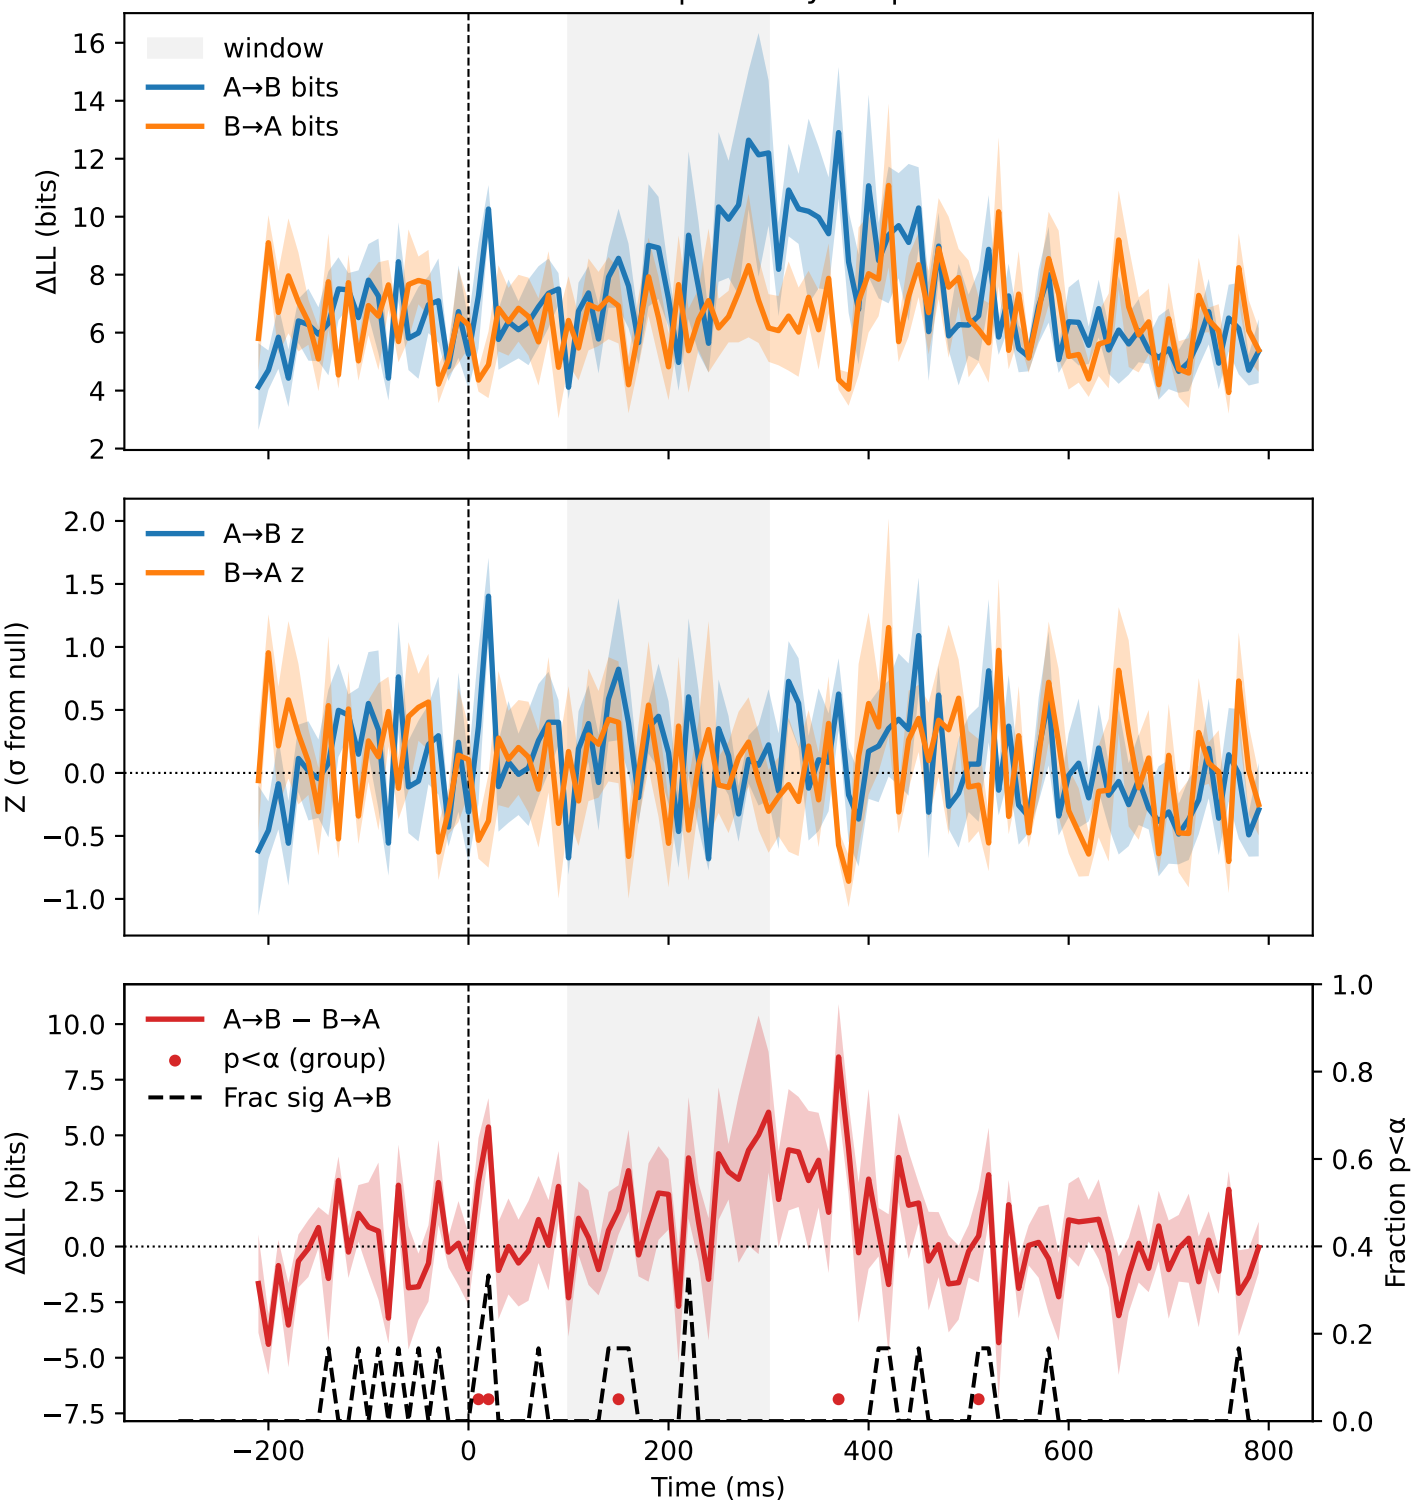 16
14
12
10
8
6
4
2
ΔLL (bits)
window
A→B bits
B→A bits
2.0
1.5
1.0
0.5
0.0
−0.5
−1.0
Z (σ from null)
A→B z
B→A z
10.0
7.5
5.0
2.5
0.0
−2.5
−5.0
−7.5
ΔΔLL (bits)
A→B − B→A
p<α (group)
Frac sig A→B
1.0
0.8
0.6
0.4
0.2
0.0
Fraction p<α
−200 0 200 400 600 800
Time (ms)